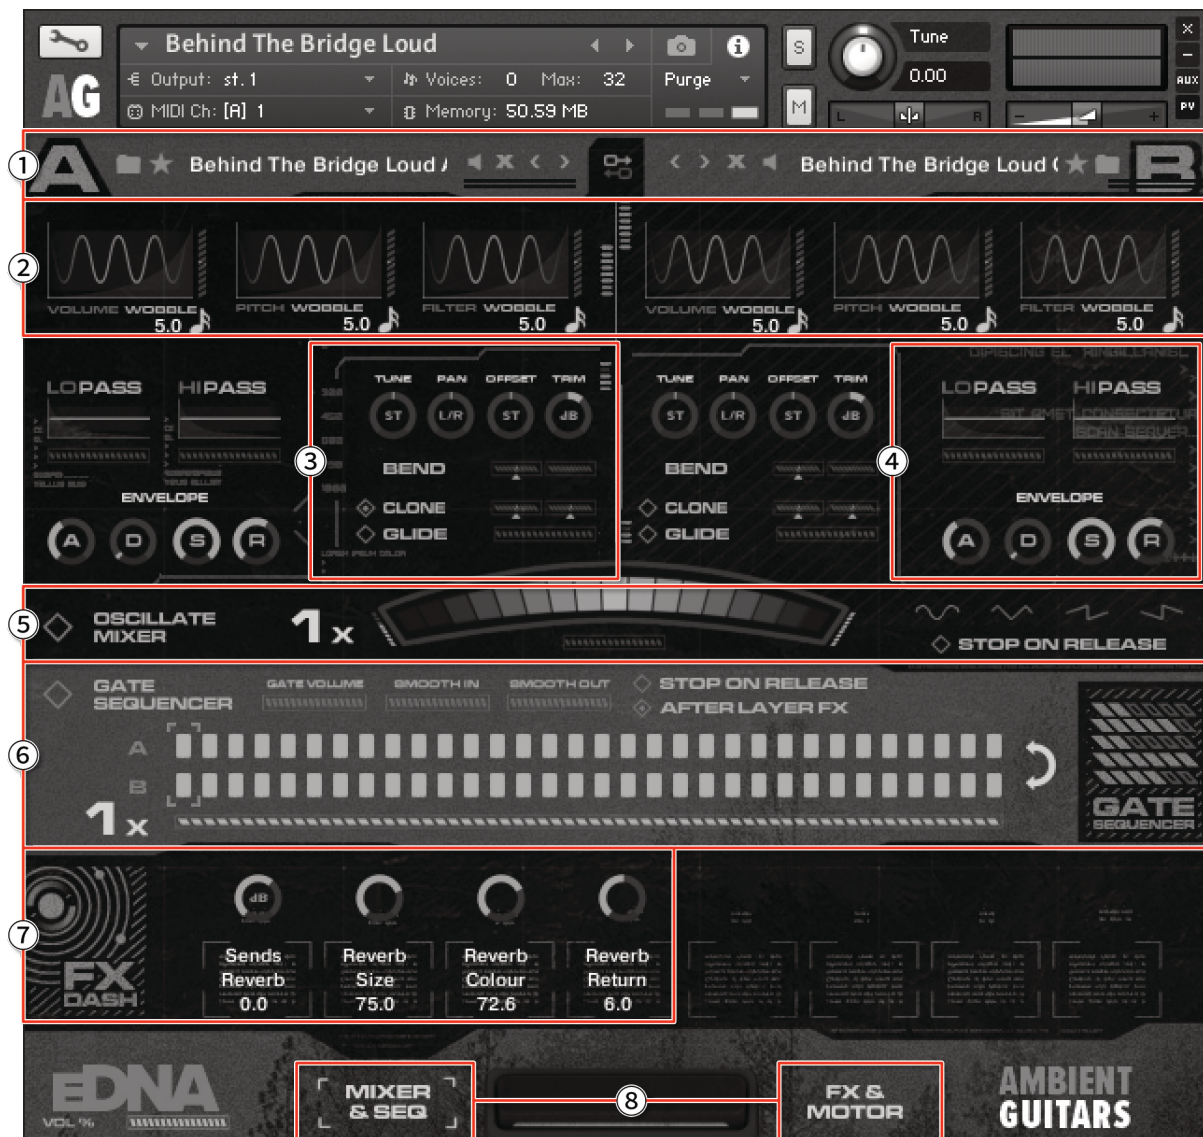 Behind The Bridge Loud
S
Tune
Output: st. 1
Voices: 0 Max: 32
Purge
0.00
AUX
AG
MIDI Ch: [A] 1
Memory: 50.59 MB
M
L
R
PV
1
A
Behind The Bridge Loud
Behind The Bridge Loud
B
2
VOLUME WOBBLE
5.0
PITCH WOBBLE
5.0
FILTER WOBBLE
5.0
VOLUME WOBBLE
5.0
PITCH WOBBLE
5.0
FILTER WOBBLE
5.0
LOPASS
HIPASS
ENVELOPE
A
D
S
R
3
TUNE PAN OFFSET TRIM
ST L/R ST dB
BEND
CLONE
GLIDE
TUNE PAN OFFSET TRIM
ST L/R ST dB
BEND
CLONE
GLIDE
4
LOPASS
HIPASS
SIT AMET CONSECTETUR
SCAN SERVER
ENVELOPE
A
D
S
R
5
OSCILLATE
MIXER
1x
STOP ON RELEASE
6
GATE
SEQUENCER
GATE VOLUME
SMOOTH IN
SMOOTH OUT
STOP ON RELEASE
AFTER LAYER FX
A
B
1x
GATE
SEQUENCER
7
FX
DASH
dB
Sends
Reverb
0.0
Reverb
Size
75.0
Reverb
Colour
72.6
Reverb
Return
6.0
EDNA
VOL %
MIXER
& SEQ
8
FX &
MOTOR
AMBIENT
GUITARS